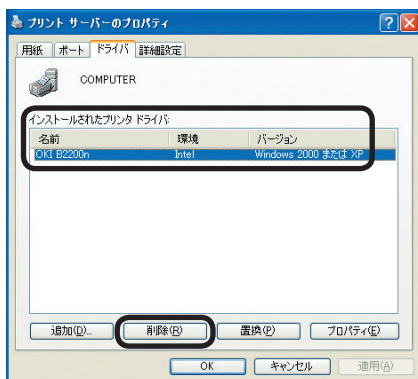 プリント サーバーのプロパティ
用紙 ポート ドライバ 詳細設定
COMPUTER
インストールされたプリンタ ドライバ:
名前 環境 バージョン
OKI B2200n Intel Windows 2000 または XP
追加(D)... 削除(R) 置換(P) プロパティ(E)
OK キャンセル 適用(A)